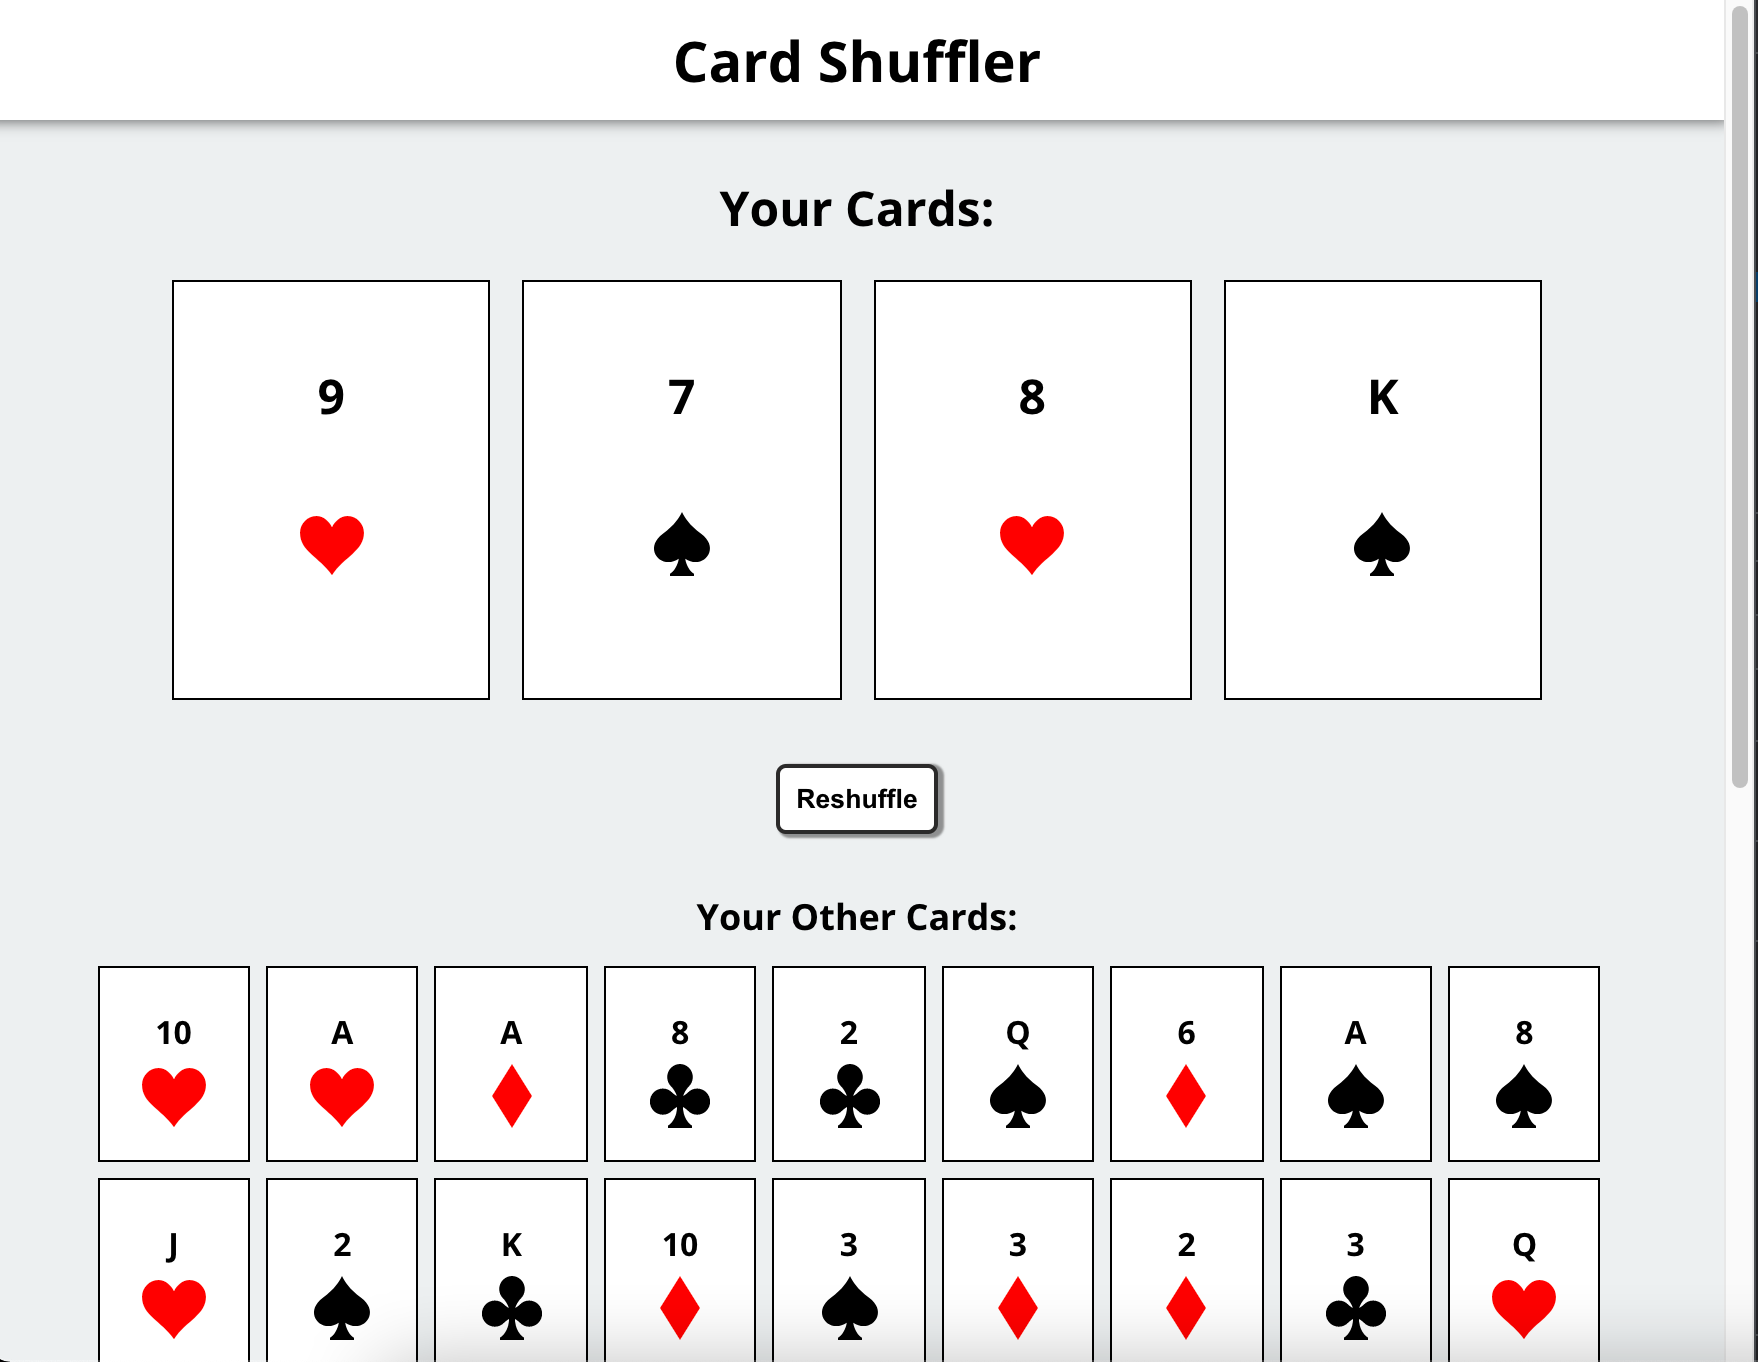 Card Shuffler
Your Cards:
9 7 8 K
Reshuffle
Your Other Cards:
10 A A 8 2 Q 6 A 8
J 2 K 10 3 3 2 3 Q